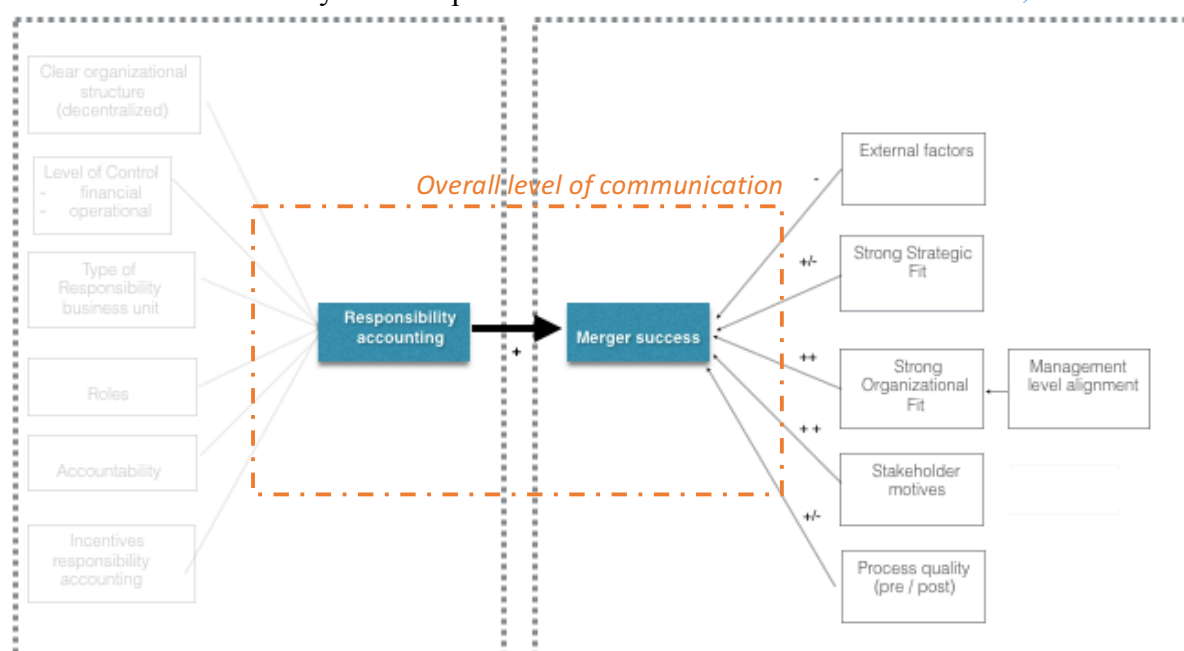 Clear organizational
structure
(decentralized)
Level of Control
- financial
- operational
Type of
Responsibility
business unit
Roles
Accountability
Incentives
responsibility
accounting
Overall level of communication
Responsibility
accounting
+
Merger success
-
+/-
++
++
+/-
External factors
Strong Strategic
Fit
Strong
Organizational
Fit
Management
level alignment
Stakeholder
motives
Process quality
(pre / post)